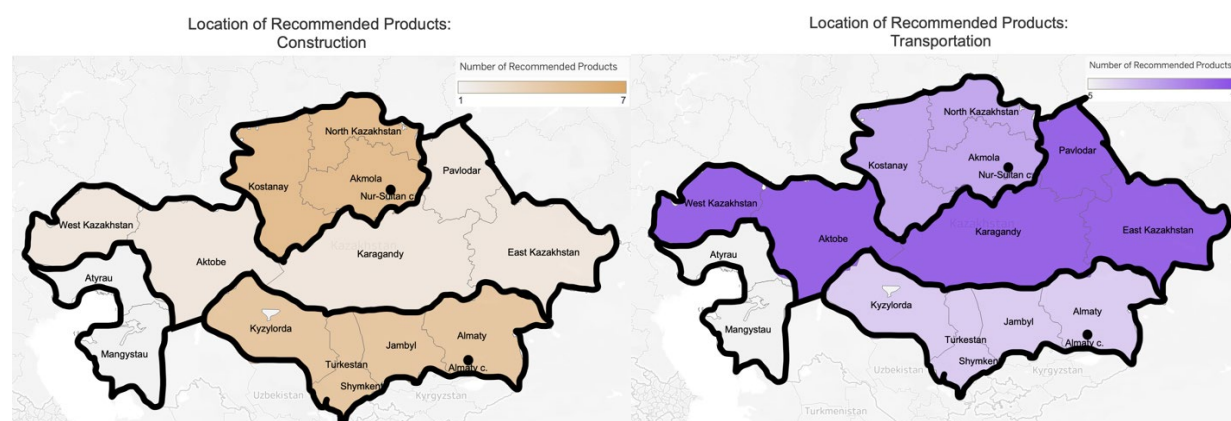 Location of Recommended Products:
Construction
Number of Recommended Products
1 7
North Kazakhstan
Pavlodar
Kostanay
Akmola
Nur-Sultan c.
West Kazakhstan
Kazakhstan
East Kazakhstan
Karagandy
Aktobe
Atyrau
Kyzylorda
Almaty
Jambyl
Mangystau
Turkestan
Almaty c.
Shymkent
Uzbekistan
Kyrgyzstan
Location of Recommended Products:
Transportation
Number of Recommended Products
5
North Kazakhstan
Pavlodar
Akmola
Kostanay
Nur-Sultan c.
West Kazakhstan
Kazakhstan
Karagandy
East Kazakhstan
Aktobe
Atyrau
Kyzylorda
Almaty
Jambyl
Mangystau
Turkestan
Almaty c.
Shymkent
Uzbekistan
Kyrgyzstan
Turkmenistan